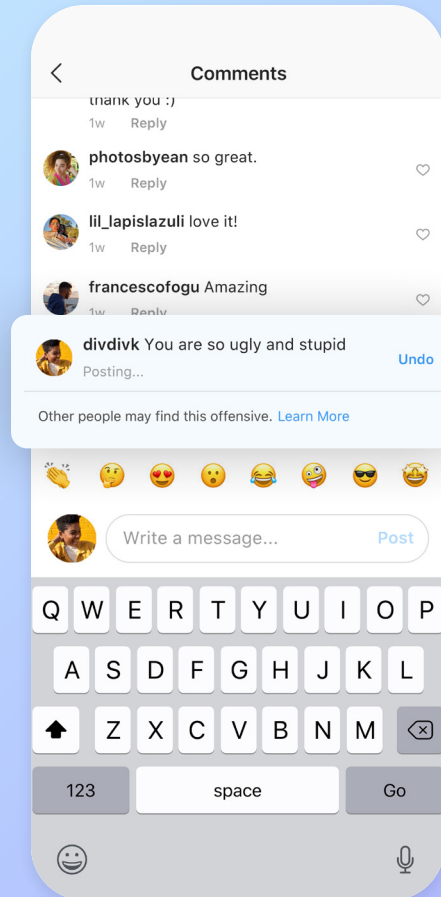 Comments
thank you :)
1w Reply
photosbyean so great.
1w Reply
lil_lapislazuli love it!
1w Reply
francescofogu Amazing
1w Reply
divdivk You are so ugly and stupid
Undo
Posting...
Other people may find this offensive. Learn More
Write a message... Post
Q W E R T Y U I O P
A S D F G H J K L
Z X C V B N M
123 space Go